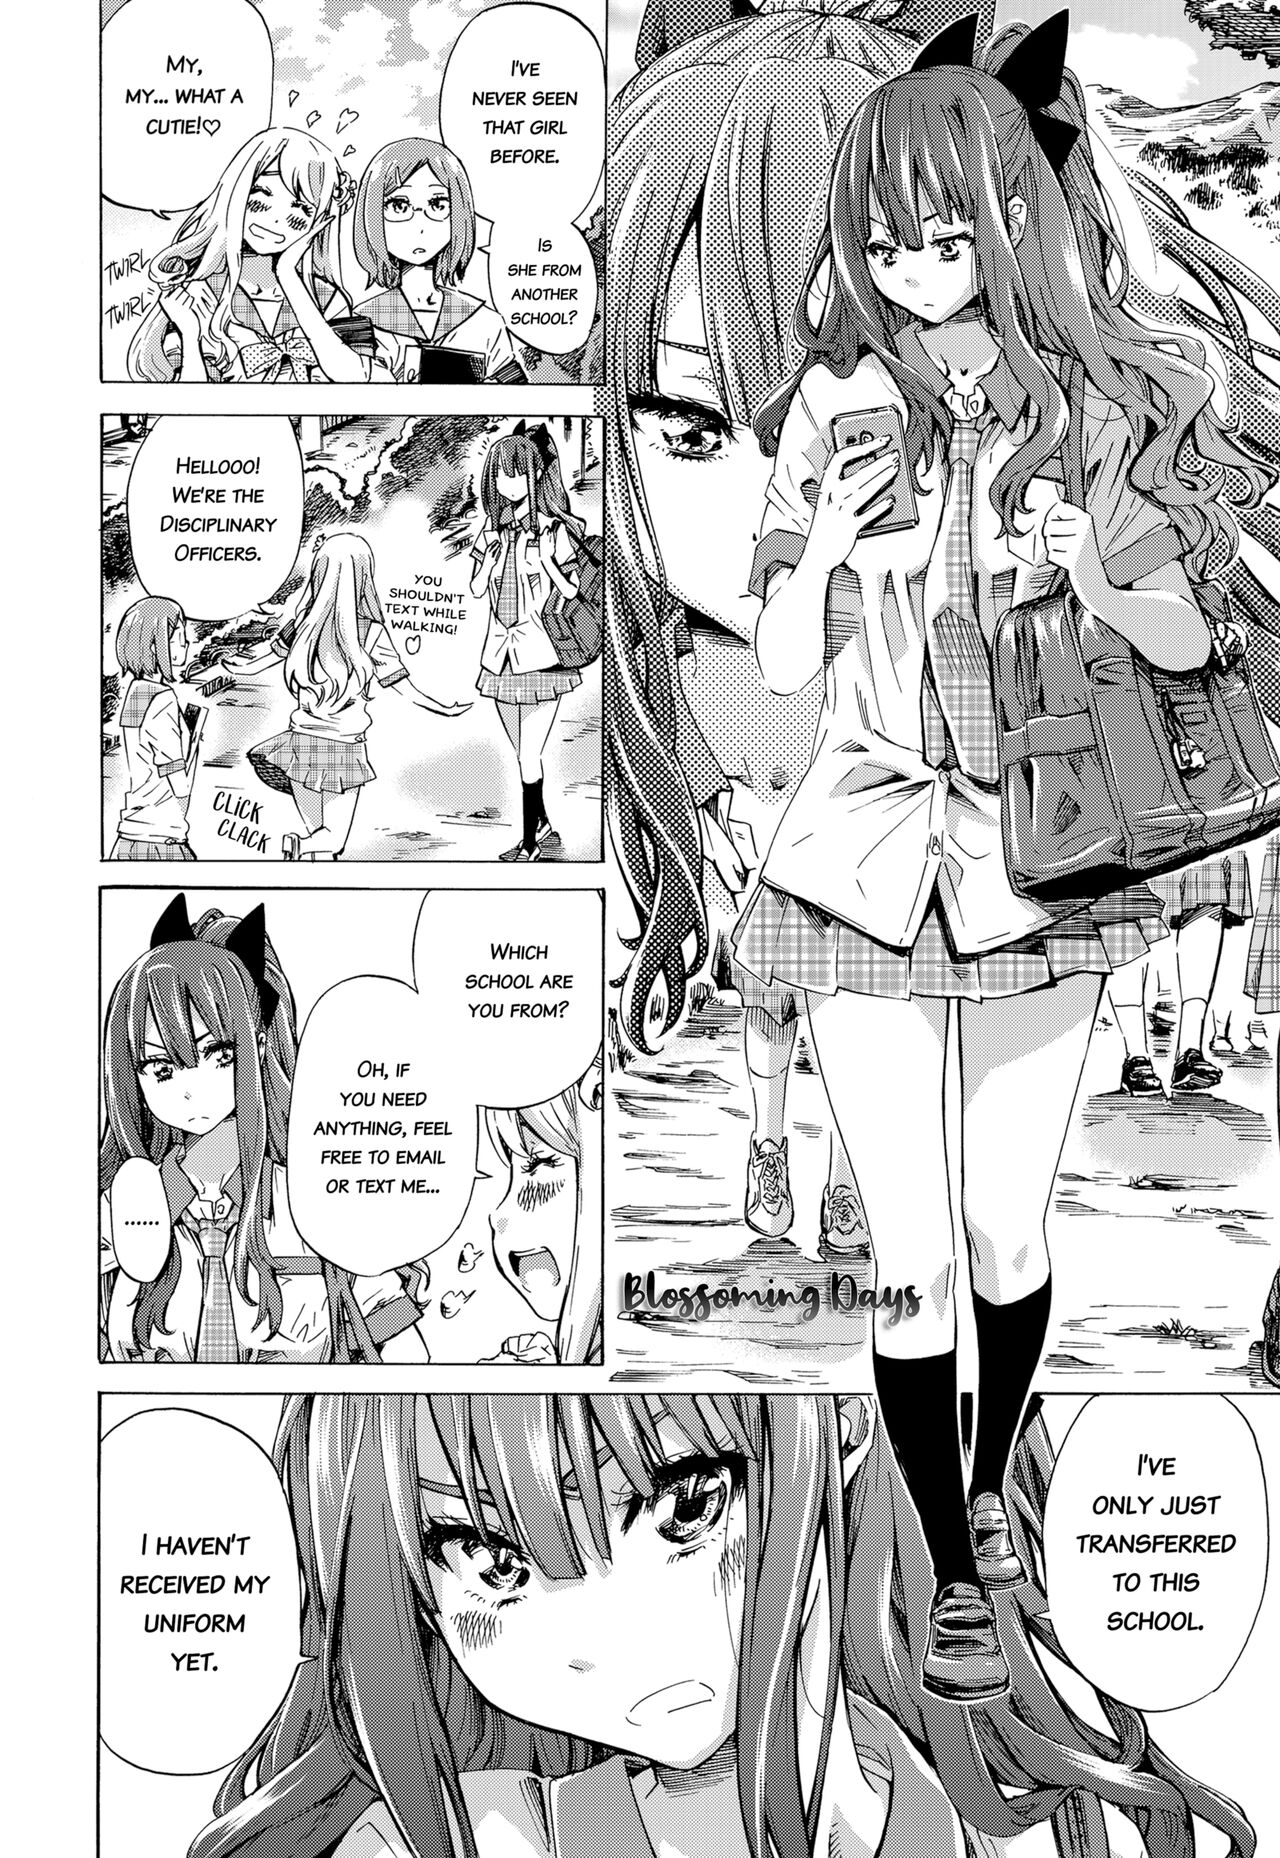 I'VE
NEVER SEEN
THAT GIRL
BEFORE.
IS
SHE FROM
ANOTHER
SCHOOL?
MY,
MY... WHAT A
CUTIE!♡
TWIRL
TWIRL
HELLOOO!
WE'RE THE
DISCIPLINARY
OFFICERS.
YOU
SHOULDN'T
TEXT WHILE
WALKING!
♡
CLICK
CLACK
WHICH
SCHOOL ARE
YOU FROM?
OH, IF
YOU NEED
ANYTHING, FEEL
FREE TO EMAIL
OR TEXT ME...
......
Blossoming Days
I'VE
ONLY JUST
TRANSFERRED
TO THIS
SCHOOL.
I HAVEN'T
RECEIVED MY
UNIFORM
YET.